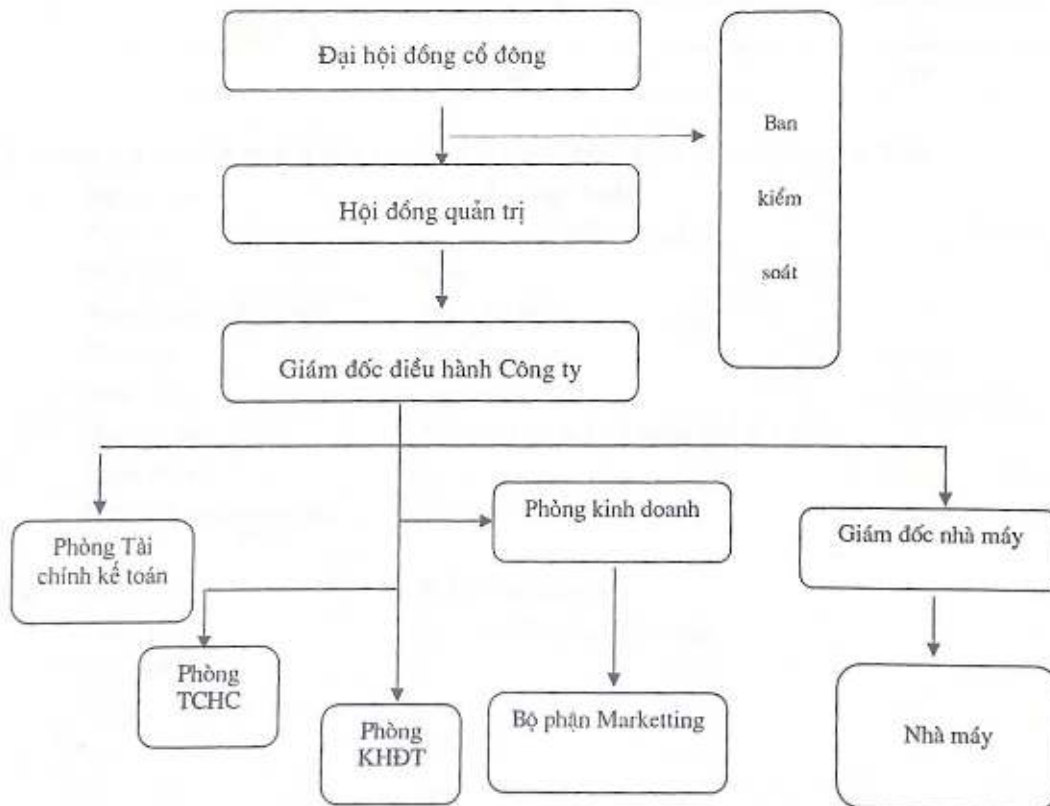 Đại hội đồng cổ đông
Ban
kiểm
soát
Hội đồng quản trị
Giám đốc điều hành Công ty
Phòng kinh doanh
Giám đốc nhà máy
Phòng Tài
chính kế toán
Phòng
TCHC
Phòng
KHĐT
Bộ phận Marketting
Nhà máy